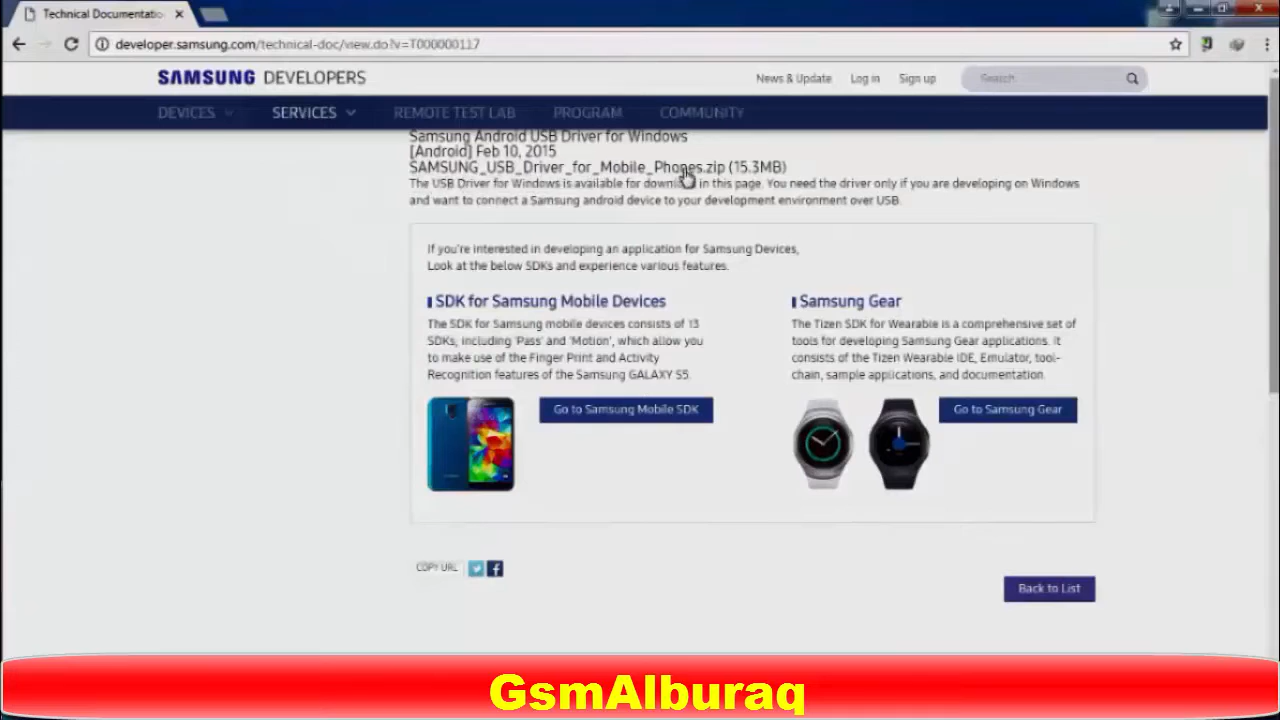 Technical Documentatio
developer.samsung.com/technical-doc/view.do?v=T000000117
SAMSUNG DEVELOPERS
News & Update Log in Sign up Search
DEVICES SERVICES REMOTE TEST LAB PROGRAM COMMUNITY
Samsung Android USB Driver for Windows
[Android] Feb 10, 2015
SAMSUNG_USB_Driver_for_Mobile_Phones.zip (15.3MB)
The USB Driver for Windows is available for download in this page. You need the driver only if you are developing on Windows
and want to connect a Samsung android device to your development environment over USB.
If you're interested in developing an application for Samsung Devices,
Look at the below SDKs and experience various features.
SDK for Samsung Mobile Devices
The SDK for Samsung mobile devices consists of 13
SDKs, including 'Pass' and 'Motion', which allow you
to make use of the Finger Print and Activity
Recognition features of the Samsung GALAXY S5.
Go to Samsung Mobile SDK
Samsung Gear
The Tizen SDK for Wearable is a comprehensive set of
tools for developing Samsung Gear applications. It
consists of the Tizen Wearable IDE, Emulator, tool-
chain, sample applications, and documentation.
Go to Samsung Gear
COPY URL
Back to List
GsmAlburaq